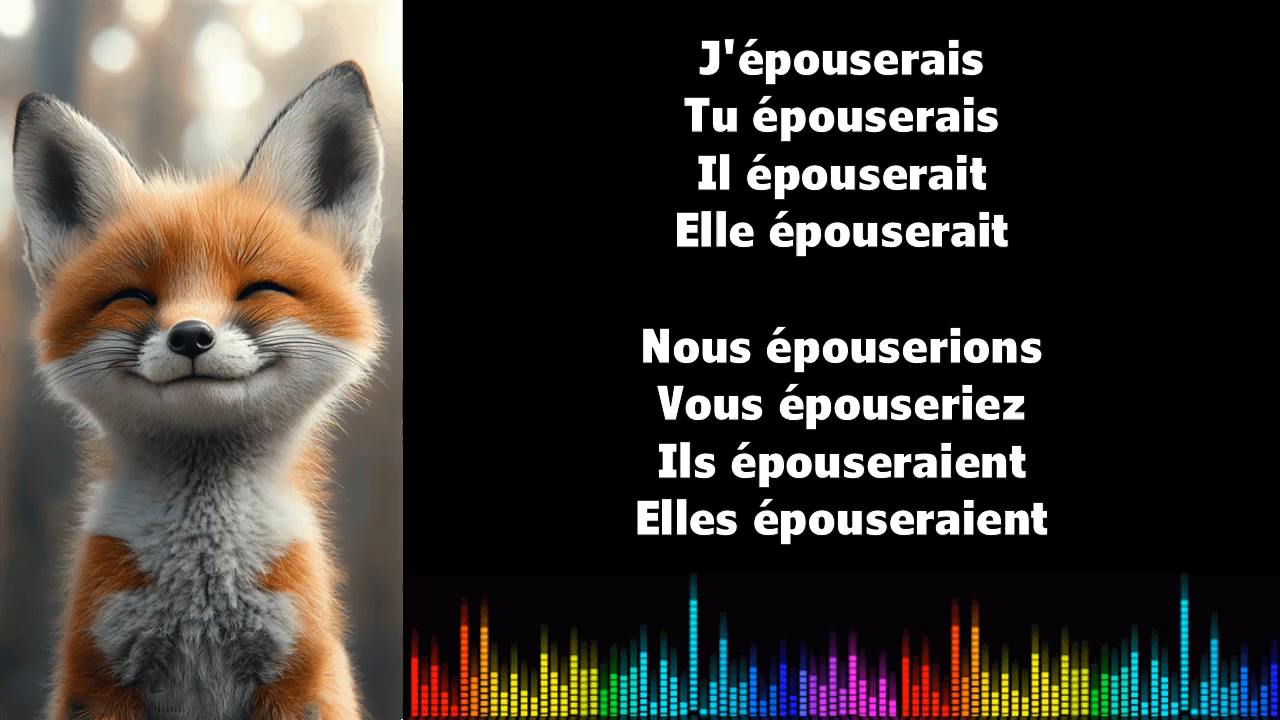 J'épouserais
Tu épouserais
Il épouserait
Elle épouserait
Nous épouserions
Vous épouseriez
Ils épouseraient
Elles épouseraient